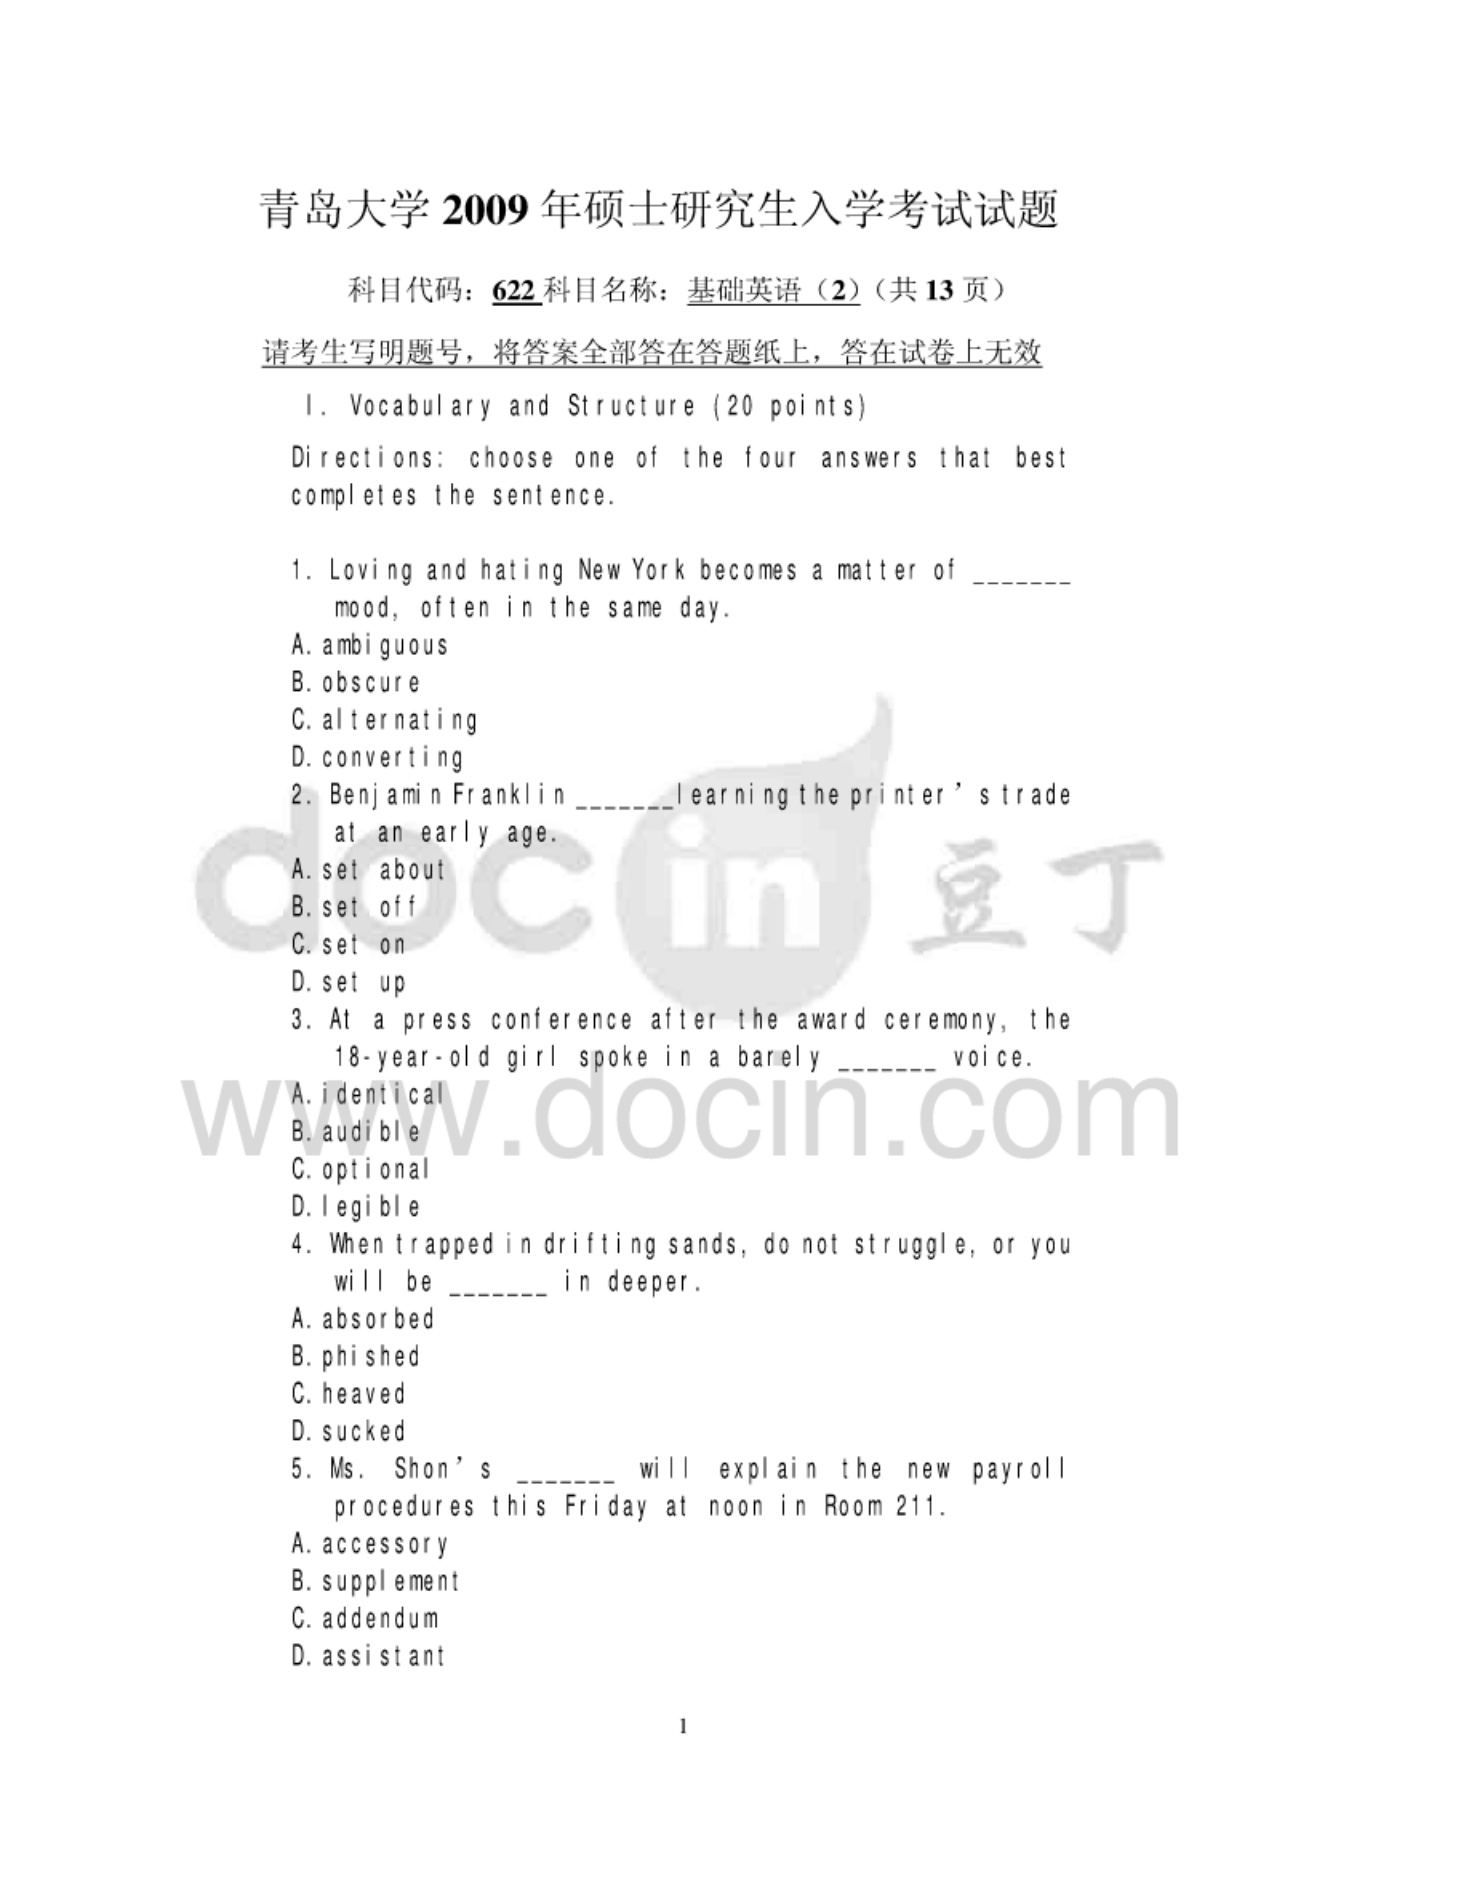 青岛大学 2009 年硕士研究生入学考试试题
科目代码：622 科目名称：基础英语（2）（共 13 页）
请考生写明题号，将答案全部答在答题纸上，答在试卷上无效
I. Vocabulary and Structure (20 points)
Directions: choose one of the four answers that best
completes the sentence.
1. Loving and hating New York becomes a matter of _______
mood, often in the same day.
A. ambiguous
B. obscure
C. alternating
D. converting
2. Benjamin Franklin _______learning the printer’s trade
at an early age.
A. set about
B. set off
C. set on
D. set up
3. At a press conference after the award ceremony, the
18-year-old girl spoke in a barely _______ voice.
A. identical
B. audible
C. optional
D. legible
4. When trapped in drifting sands, do not struggle, or you
will be _______ in deeper.
A. absorbed
B. phished
C. heaved
D. sucked
5. Ms. Shon’s _______ will explain the new payroll
procedures this Friday at noon in Room 211.
A. accessory
B. supplement
C. addendum
D. assistant
1
docin 豆丁
www.docin.com